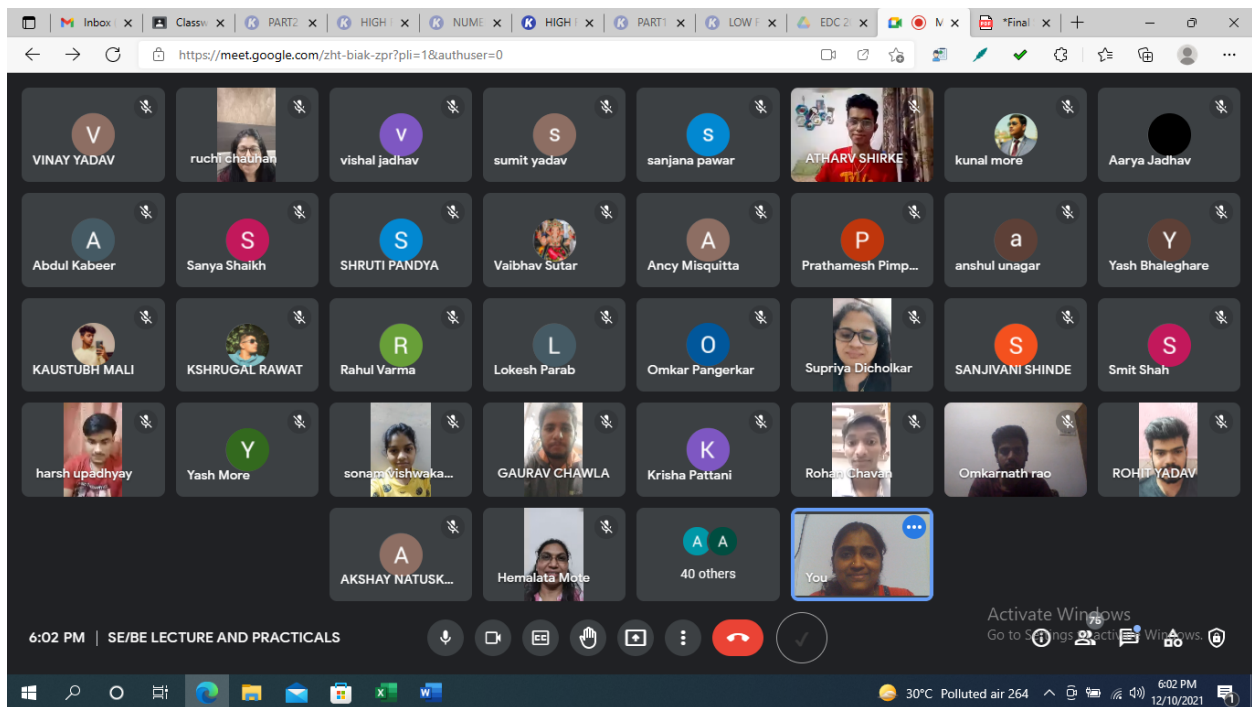 Inbox
Classw
PART2
HIGH
NUME
HIGH F
PART1
LOW F
EDC 2
M
*Final
https://meet.google.com/zht-biak-zpr?pli=1&authuser=0
V
VINAY YADAV
ruchi chauhan
v
vishal jadhav
s
sumit yadav
s
sanjana pawar
ATHARV SHIRKE
kunal more
Aarya Jadhav
A
Abdul Kabeer
S
Sanya Shaikh
S
SHRUTI PANDYA
Vaibhav Sutar
A
Ancy Misquitta
P
Prathamesh Pimp...
a
anshul unagar
Y
Yash Bhaleghare
KAUSTUBH MALI
KSHRUGAL RAWAT
R
Rahul Varma
L
Lokesh Parab
O
Omkar Pangerkar
Supriya Dicholkar
S
SANJIVANI SHINDE
S
Smit Shah
harsh upadhyay
Y
Yash More
sonam vishwaka...
GAURAV CHAWLA
K
Krisha Pattani
Rohan Chavan
Omkarnath rao
ROHIT YADAV
A
AKSHAY NATUSK...
Hemalata Mote
A A
40 others
You
Activate Windows
Go to Settings to activate Windows.
75
6:02 PM | SE/BE LECTURE AND PRACTICALS
30°C Polluted air 264
6:02 PM
12/10/2021
1